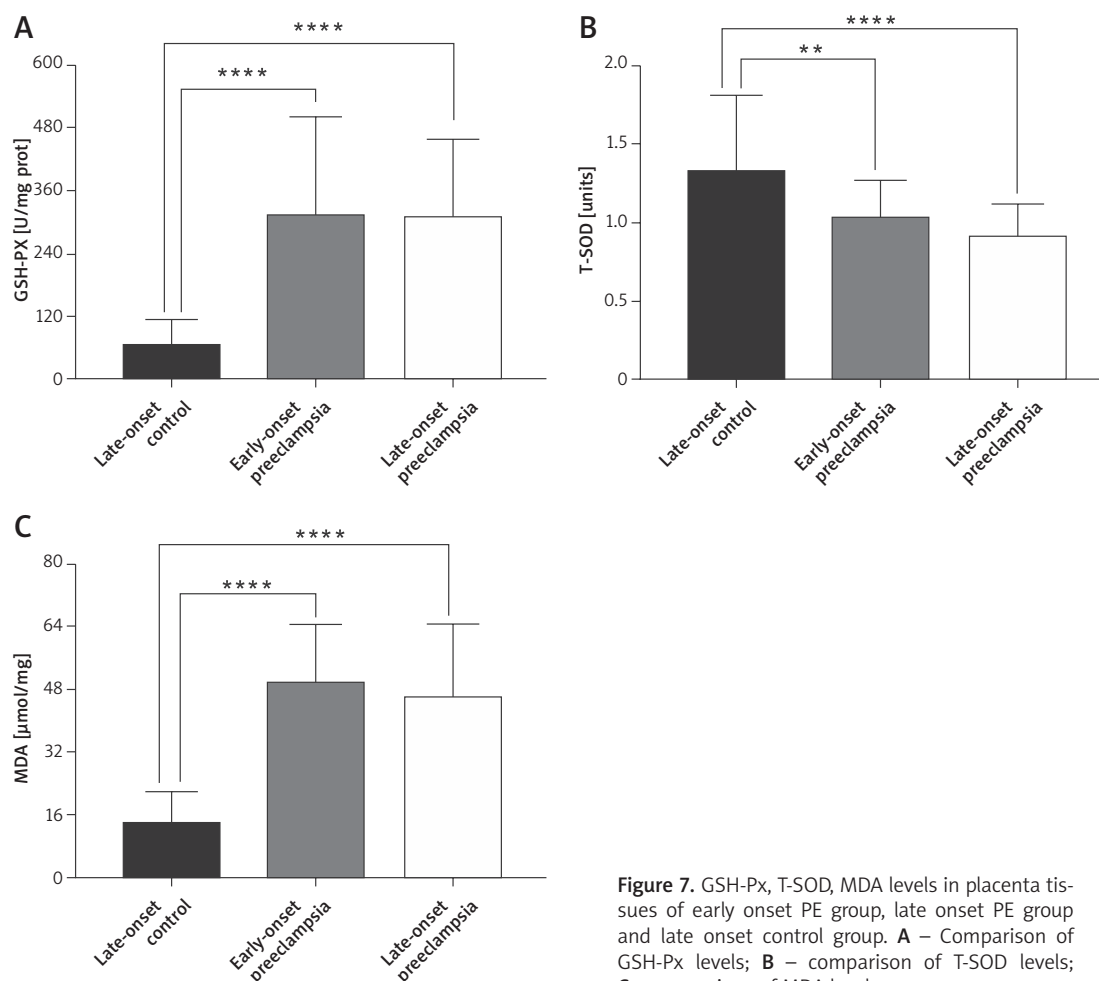 A
****
****
600
480
360
240
120
0
GSH-PX [U/mg prot]
Late-onset
control
Early-onset
preeclampsia
Late-onset
preeclampsia
B
****
**
2.0
1.5
1.0
0.5
0
T-SOD [units]
Late-onset
control
Early-onset
preeclampsia
Late-onset
preeclampsia
C
****
****
80
64
48
32
16
0
MDA [µmol/mg]
Late-onset
control
Early-onset
preeclampsia
Late-onset
preeclampsia
Figure 7. GSH-Px, T-SOD, MDA levels in placenta tis-
sues of early onset PE group, late onset PE group
and late onset control group. A – Comparison of
GSH-Px levels; B – comparison of T-SOD levels;